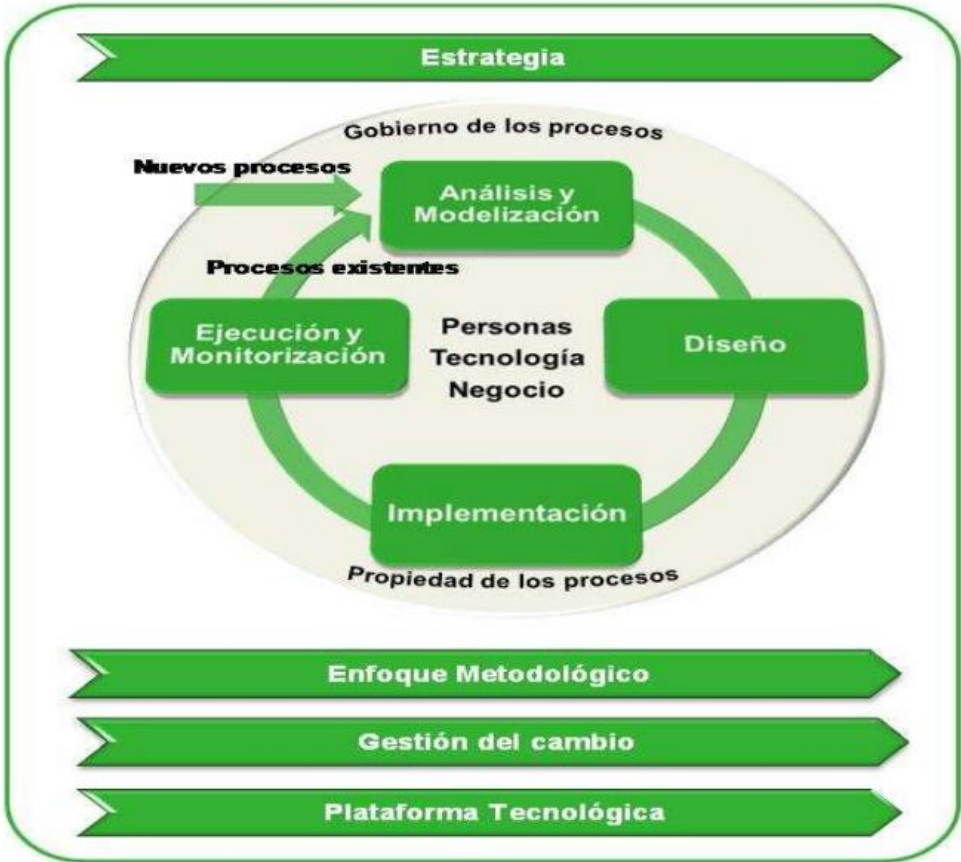 Estrategia
Gobierno de los procesos
Nuevos procesos
Análisis y
Modelización
Procesos existentes
Ejecución y
Monitorización
Personas
Tecnología
Negocio
Diseño
Implementación
Propiedad de los procesos
Enfoque Metodológico
Gestión del cambio
Plataforma Tecnológica